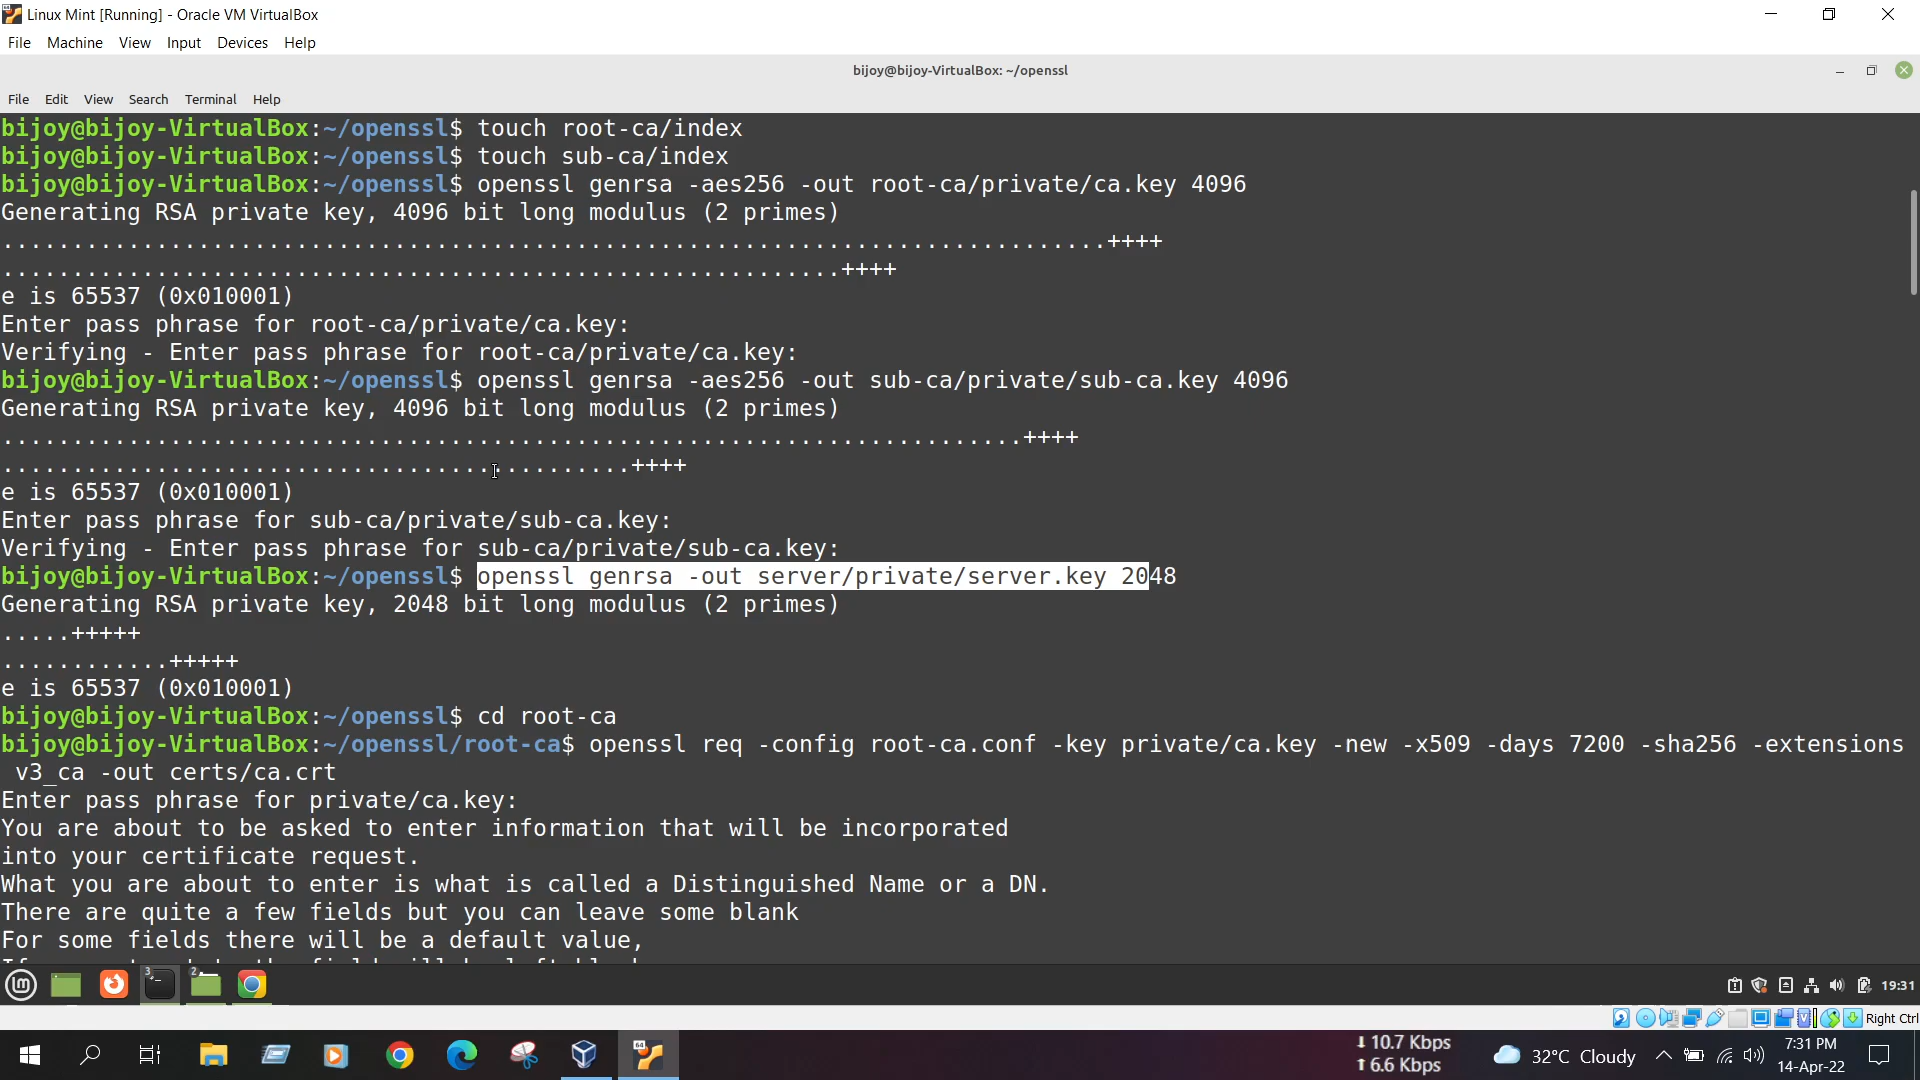 Linux Mint [Running] - Oracle VM VirtualBox
File Machine View Input Devices Help
bijoy@bijoy-VirtualBox: ~/openssl
File Edit View Search Terminal Help
bijoy@bijoy-VirtualBox:~/openssl$ touch root-ca/index
bijoy@bijoy-VirtualBox:~/openssl$ touch sub-ca/index
bijoy@bijoy-VirtualBox:~/openssl$ openssl genrsa -aes256 -out root-ca/private/ca.key 4096
Generating RSA private key, 4096 bit long modulus (2 primes)
...............................................................................++++
............................................................++++
e is 65537 (0x010001)
Enter pass phrase for root-ca/private/ca.key:
Verifying - Enter pass phrase for root-ca/private/ca.key:
bijoy@bijoy-VirtualBox:~/openssl$ openssl genrsa -aes256 -out sub-ca/private/sub-ca.key 4096
Generating RSA private key, 4096 bit long modulus (2 primes)
.........................................................................++++
.............................................++++
e is 65537 (0x010001)
Enter pass phrase for sub-ca/private/sub-ca.key:
Verifying - Enter pass phrase for sub-ca/private/sub-ca.key:
bijoy@bijoy-VirtualBox:~/openssl$ openssl genrsa -out server/private/server.key 2048
Generating RSA private key, 2048 bit long modulus (2 primes)
.....+++++
............+++++
e is 65537 (0x010001)
bijoy@bijoy-VirtualBox:~/openssl$ cd root-ca
bijoy@bijoy-VirtualBox:~/openssl/root-ca$ openssl req -config root-ca.conf -key private/ca.key -new -x509 -days 7200 -sha256 -extensions
 v3_ca -out certs/ca.crt
Enter pass phrase for private/ca.key:
You are about to be asked to enter information that will be incorporated
into your certificate request.
What you are about to enter is what is called a Distinguished Name or a DN.
There are quite a few fields but you can leave some blank
For some fields there will be a default value,
3
2
19:31
Right Ctrl
10.7 Kbps
6.6 Kbps
32°C Cloudy
7:31 PM
14-Apr-22